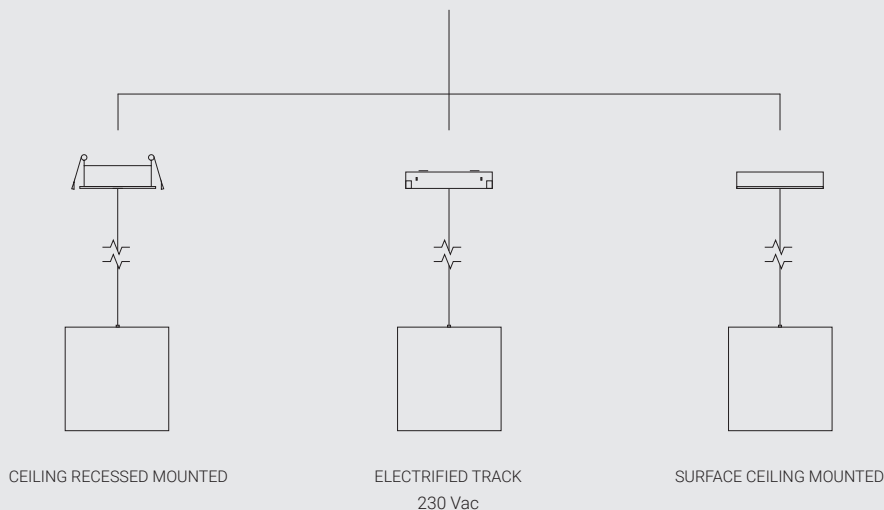 CEILING RECESSED MOUNTED
ELECTRIFIED TRACK
230 Vac
SURFACE CEILING MOUNTED